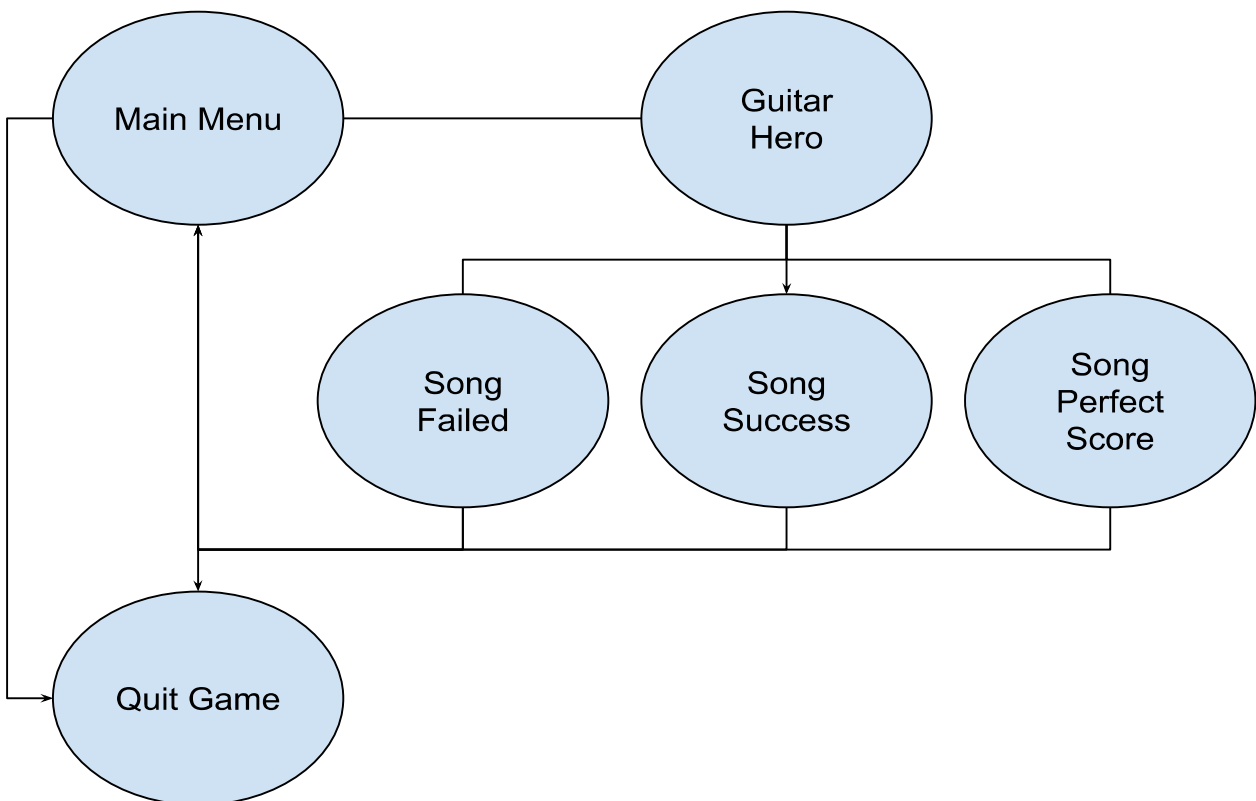 Main Menu
Guitar
Hero
Song
Failed
Song
Success
Song
Perfect
Score
Quit Game